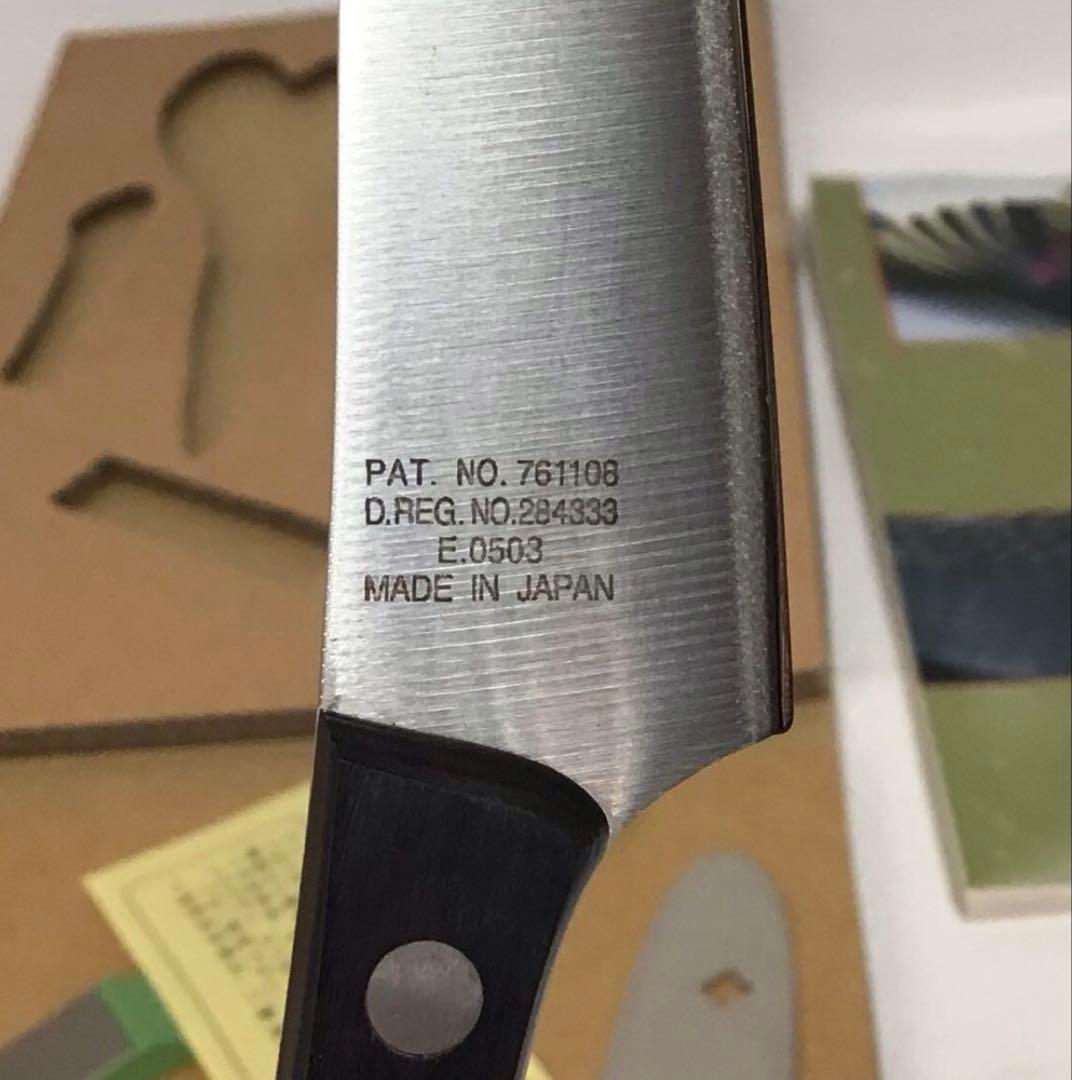 PAT. NO. 761108
D.REG. NO.284333
E.0503
MADE IN JAPAN